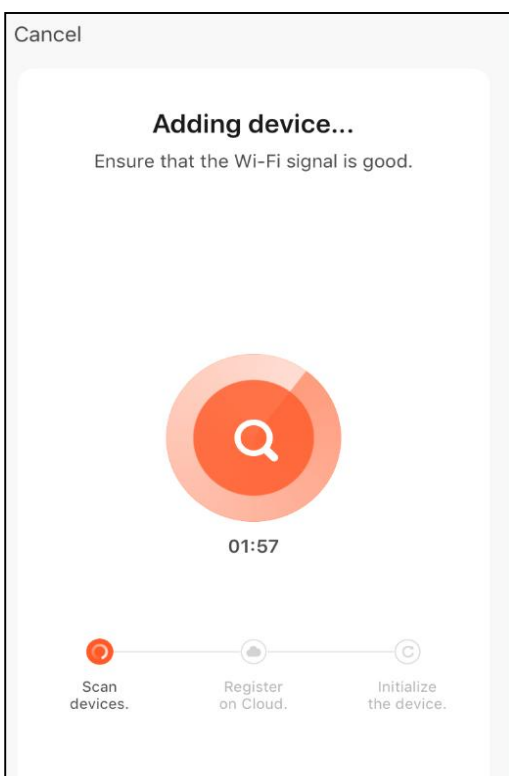 Cancel
Adding device...
Ensure that the Wi-Fi signal is good.
01:57
Scan
devices.
Register
on Cloud.
Initialize
the device.